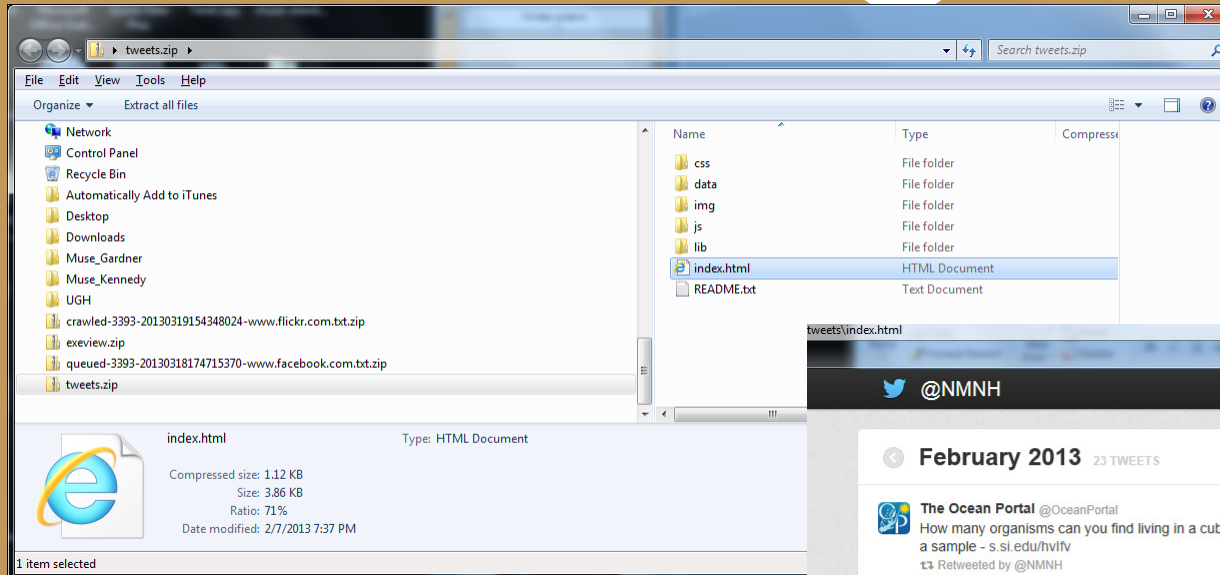 tweets.zip
Search tweets.zip
File Edit View Tools Help
Organize Extract all files
Network
Control Panel
Recycle Bin
Automatically Add to iTunes
Desktop
Downloads
Muse_Gardner
Muse_Kennedy
UGH
crawled-3393-20130319154348024-www.flickr.com.txt.zip
exeview.zip
queued-3393-20130318174715370-www.facebook.com.txt.zip
tweets.zip
Name Type Compresse
css File folder
data File folder
img File folder
js File folder
lib File folder
index.html HTML Document
README.txt Text Document
index.html Type: HTML Document
Compressed size: 1.12 KB
Size: 3.86 KB
Ratio: 71%
Date modified: 2/7/2013 7:37 PM
1 item selected
tweets\index.html
@NMNH
February 2013 23 TWEETS
The Ocean Portal @OceanPortal
How many organisms can you find living in a cub
a sample - s.si.edu/hvIfv
Retweeted by @NMNH